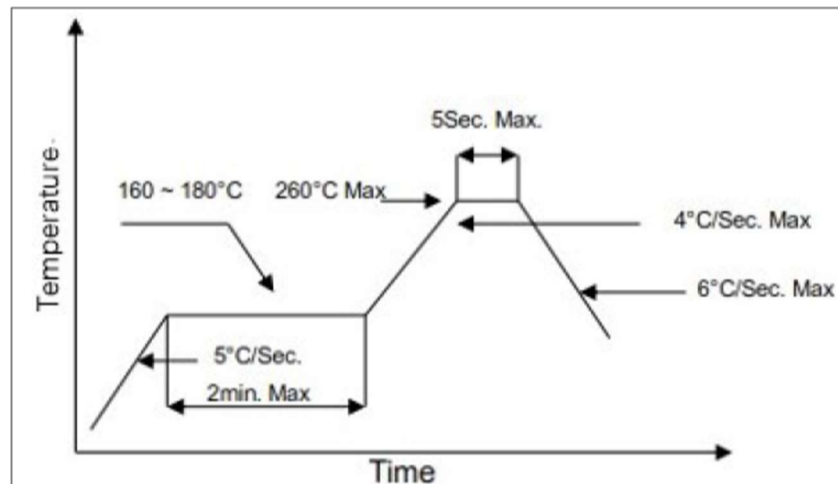 5Sec. Max.
160 ~ 180°C
260°C Max
4°C/Sec. Max
6°C/Sec. Max
5°C/Sec.
2min. Max
Temperature.
Time